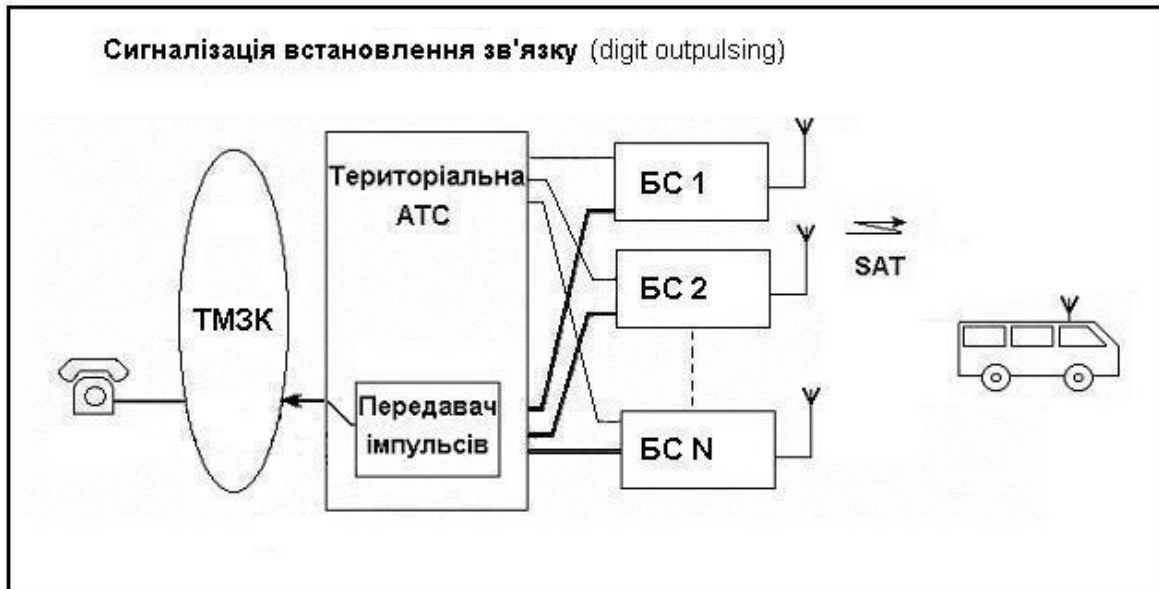 Сигналізація встановлення зв'язку (digit outpulsing)
Територіальна
АТС
БС 1
SAT
БС 2
ТМЗК
Передавач
імпульсів
БС N